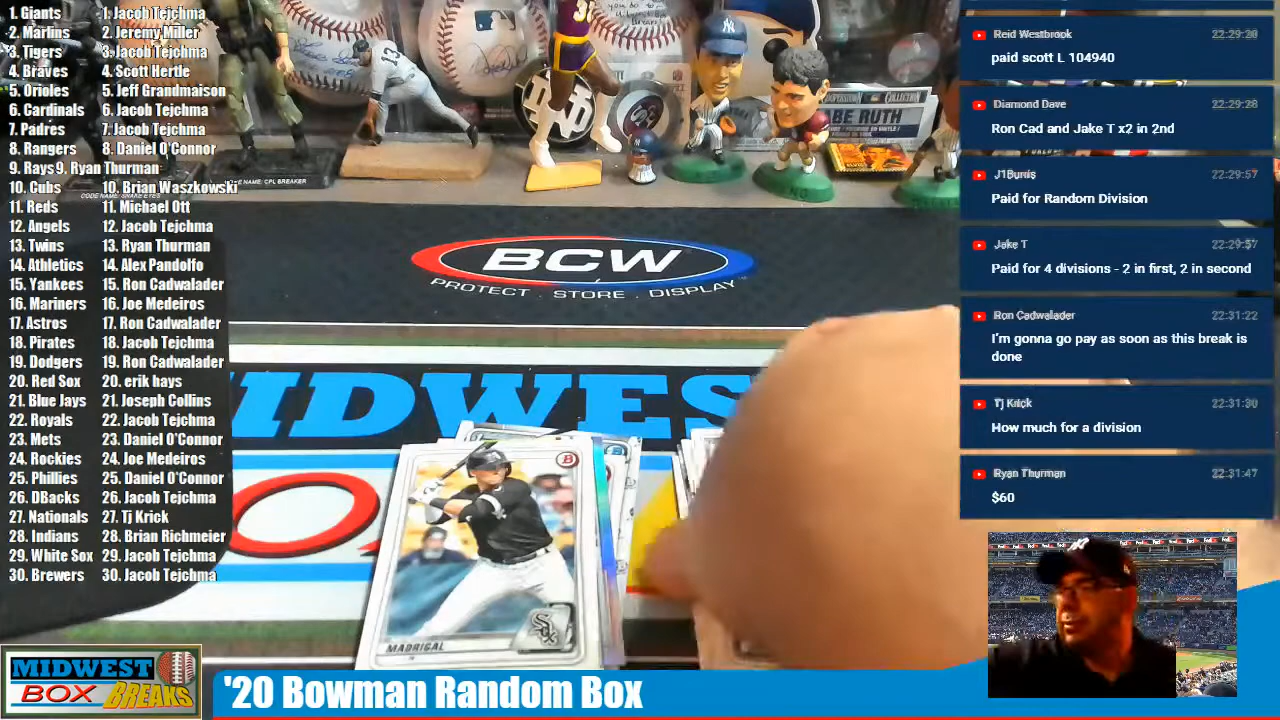 1. Giants 1. Jacob Tejchma
2. Marlins 2. Jeremy Miller
3. Tigers 3. Jacob Tejchma
4. Braves 4. Scott Hertle
5. Orioles 5. Jeff Grandmaison
6. Cardinals 6. Jacob Tejchma
7. Padres 7. Jacob Tejchma
8. Rangers 8. Daniel O'Connor
9. Rays 9. Ryan Thurman
10. Cubs 10. Brian Waszkowski
11. Reds 11. Michael Ott
12. Angels 12. Jacob Tejchma
13. Twins 13. Ryan Thurman
14. Athletics 14. Alex Pandolfo
15. Yankees 15. Ron Cadwalader
16. Mariners 16. Joe Medeiros
17. Astros 17. Ron Cadwalader
18. Pirates 18. Jacob Tejchma
19. Dodgers 19. Ron Cadwalader
20. Red Sox 20. erik hays
21. Blue Jays 21. Joseph Collins
22. Royals 22. Jacob Tejchma
23. Mets 23. Daniel O'Connor
24. Rockies 24. Joe Medeiros
25. Phillies 25. Daniel O'Connor
26. DBacks 26. Jacob Tejchma
27. Nationals 27. Tj Krick
28. Indians 28. Brian Richmeier
29. White Sox 29. Jacob Tejchma
30. Brewers 30. Jacob Tejchma
13
ND
BABE RUTH
BCW
PROTECT . STORE . DISPLAY
MIDWES
B
Sox
MADRIGAL
Reid Westbrook 22:29:20
paid scott L 104940
Diamond Dave 22:29:28
Ron Cad and Jake T x2 in 2nd
J1Burris 22:29:57
Paid for Random Division
Jake T 22:29:57
Paid for 4 divisions - 2 in first, 2 in second
Ron Cadwalader 22:31:22
I'm gonna go pay as soon as this break is
done
Tj Krick 22:31:30
How much for a division
Ryan Thurman 22:31:47
$60
MIDWEST
BOX BREAKS
'20 Bowman Random Box